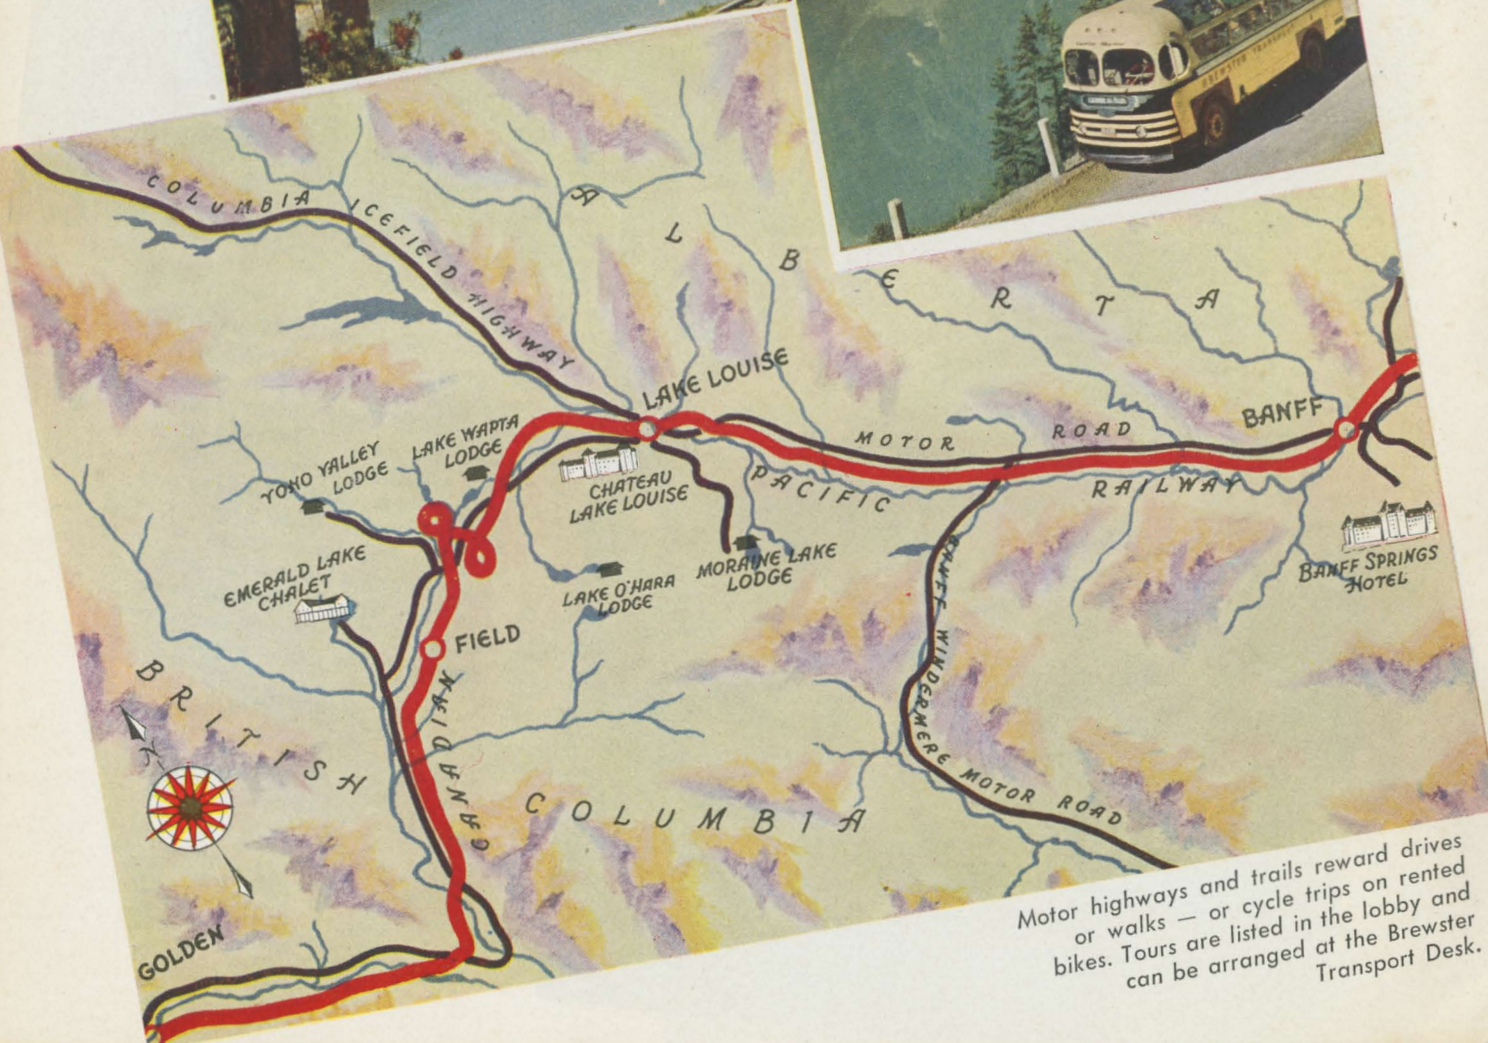 BREWSTER TRANSPORT
COLUMBIA ICEFIELD HIGHWAY
ALBERTA
LAKE LOUISE
BANFF
MOTOR ROAD
CANADIAN PACIFIC RAILWAY
YOHO VALLEY
LODGE
LAKE WAPTA
LODGE
CHATEAU
LAKE LOUISE
MORAINE LAKE
LODGE
LAKE O'HARA
LODGE
EMERALD LAKE
CHALET
BANFF SPRINGS
HOTEL
FIELD
BANFF WINDERMERE MOTOR ROAD
BRITISH COLUMBIA
N
GOLDEN
Motor highways and trails reward drives
or walks — or cycle trips on rented
bikes. Tours are listed in the lobby and
can be arranged at the Brewster
Transport Desk.